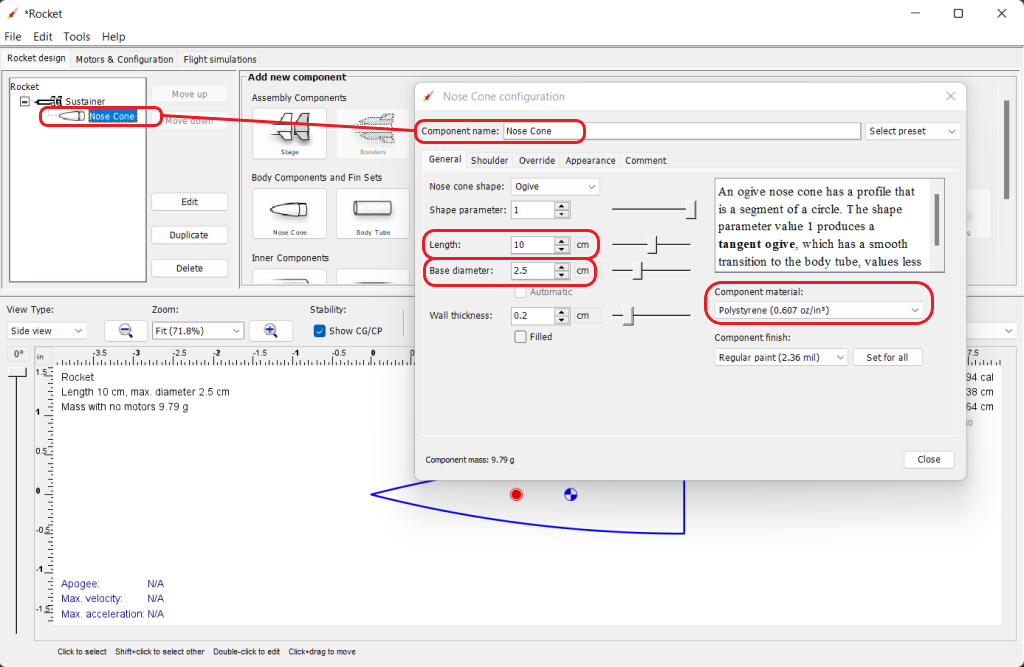 *Rocket
File Edit Tools Help
Rocket design Motors & Configuration Flight simulations
Rocket
Sustainer
Nose Cone
Move up
Move down
Edit
Duplicate
Delete
Add new component
Assembly Components
Stage
Boosters
Body Components and Fin Sets
Nose Cone
Body Tube
Inner Components
Nose Cone configuration
Component name: Nose Cone
Select preset
General Shoulder Override Appearance Comment
Nose cone shape: Ogive
Shape parameter: 1
Length: 10 cm
Base diameter: 2.5 cm
Automatic
Wall thickness: 0.2 cm
Filled
An ogive nose cone has a profile that
is a segment of a circle. The shape
parameter value 1 produces a
tangent ogive, which has a smooth
transition to the body tube, values less
Component material:
Polystyrene (0.607 oz/in³)
Component finish:
Regular paint (2.36 mil) Set for all
Component mass: 9.79 g
Close
View Type:
Side view
Zoom:
Fit (71.8%)
Stability:
Show CG/CP
0°
in -3.5 -3 -2.5 -2 -1.5 -1 -0.5 0 7.5
1.5
1
0.5
0
-0.5
-1
-1.5
Rocket
Length 10 cm, max. diameter 2.5 cm
Mass with no motors 9.79 g
94 cal
38 cm
64 cm
Apogee: N/A
Max. velocity: N/A
Max. acceleration: N/A
Click to select Shift+click to select other Double-click to edit Click+drag to move